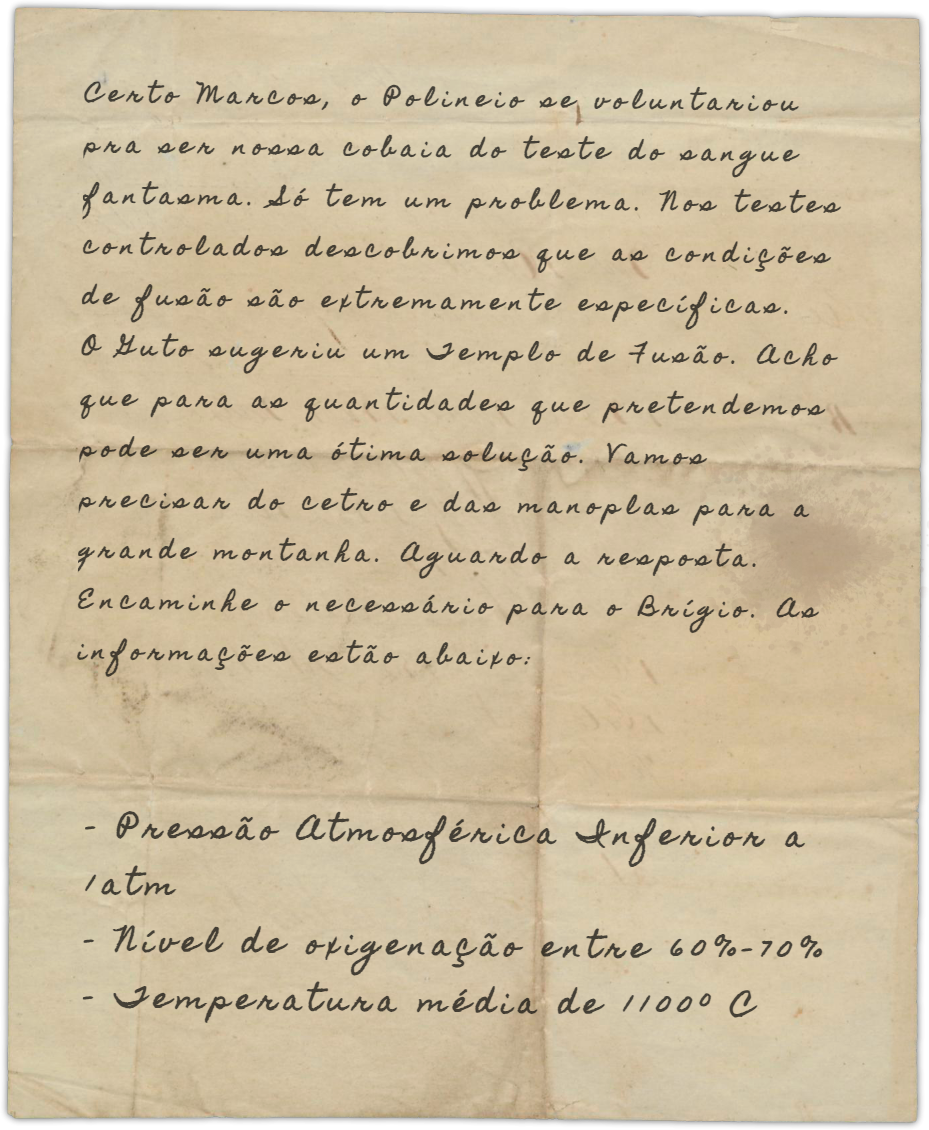 Certo Marcos, o Polineio se voluntariou
pra ser nossa cobaia do teste do sangue
fantasma. Só tem um problema. Nos testes
controlados descobrimos que as condições
de fusão são extremamente específicas.
O Guto sugeriu um Templo de Fusão. Acho
que para as quantidades que pretendemos
pode ser uma ótima solução. Vamos
precisar do cetro e das manoplas para a
grande montanha. Aguardo a resposta.
Encaminhe o necessário para o Brígio. As
informações estão abaixo:
- Pressão Atmosférica Inferior a
1atm
- Nível de oxigenação entre 60%-70%
- Temperatura média de 1100º C